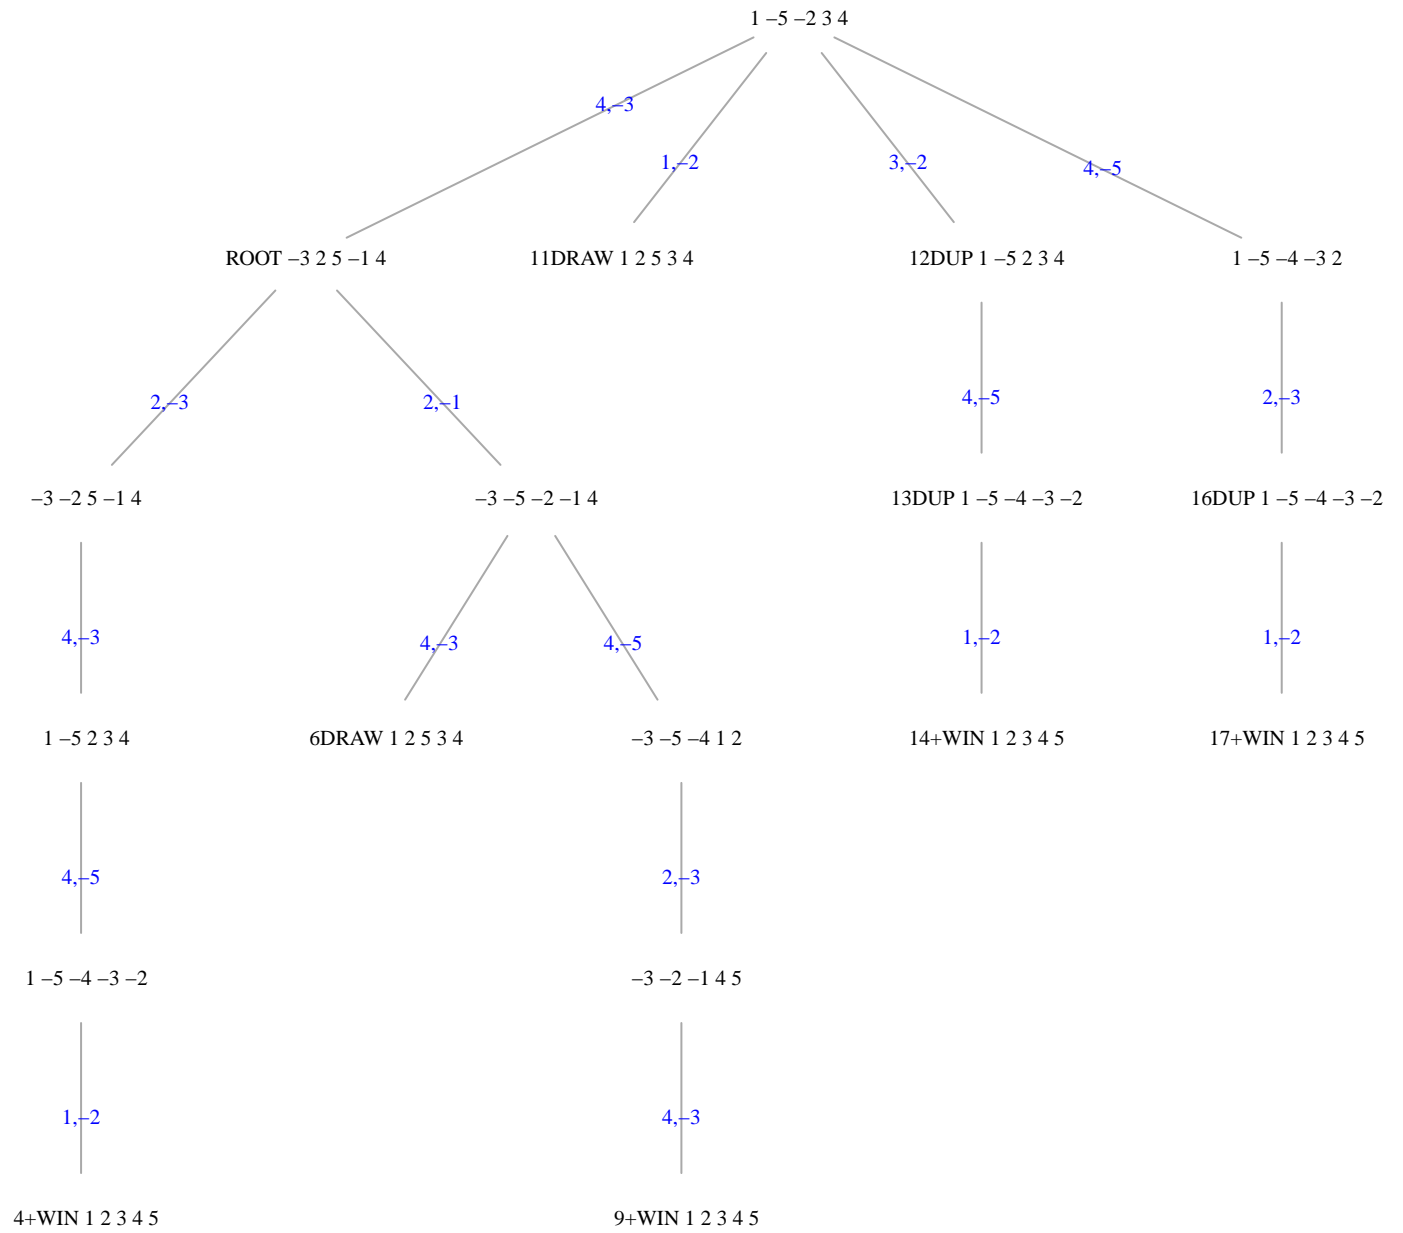 1 –5 –2 3 4
4,–3
1,–2
3,–2
4,–5
ROOT –3 2 5 –1 4
11DRAW 1 2 5 3 4
12DUP 1 –5 2 3 4
1 –5 –4 –3 2
2,–3
2,–1
4,–5
2,–3
–3 –2 5 –1 4
–3 –5 –2 –1 4
13DUP 1 –5 –4 –3 –2
16DUP 1 –5 –4 –3 –2
4,–3
4,–3
4,–5
1,–2
1,–2
1 –5 2 3 4
6DRAW 1 2 5 3 4
–3 –5 –4 1 2
14+WIN 1 2 3 4 5
17+WIN 1 2 3 4 5
4,–5
2,–3
1 –5 –4 –3 –2
–3 –2 –1 4 5
1,–2
4,–3
4+WIN 1 2 3 4 5
9+WIN 1 2 3 4 5